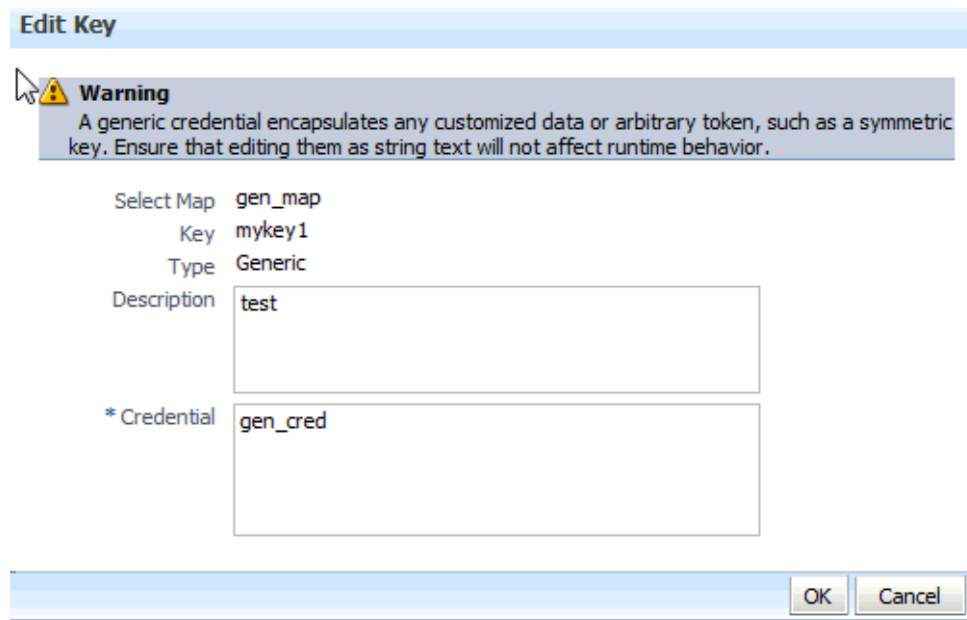 Edit Key
Warning
A generic credential encapsulates any customized data or arbitrary token, such as a symmetric
key. Ensure that editing them as string text will not affect runtime behavior.
Select Map gen_map
Key mykey1
Type Generic
Description test
* Credential gen_cred
OK Cancel